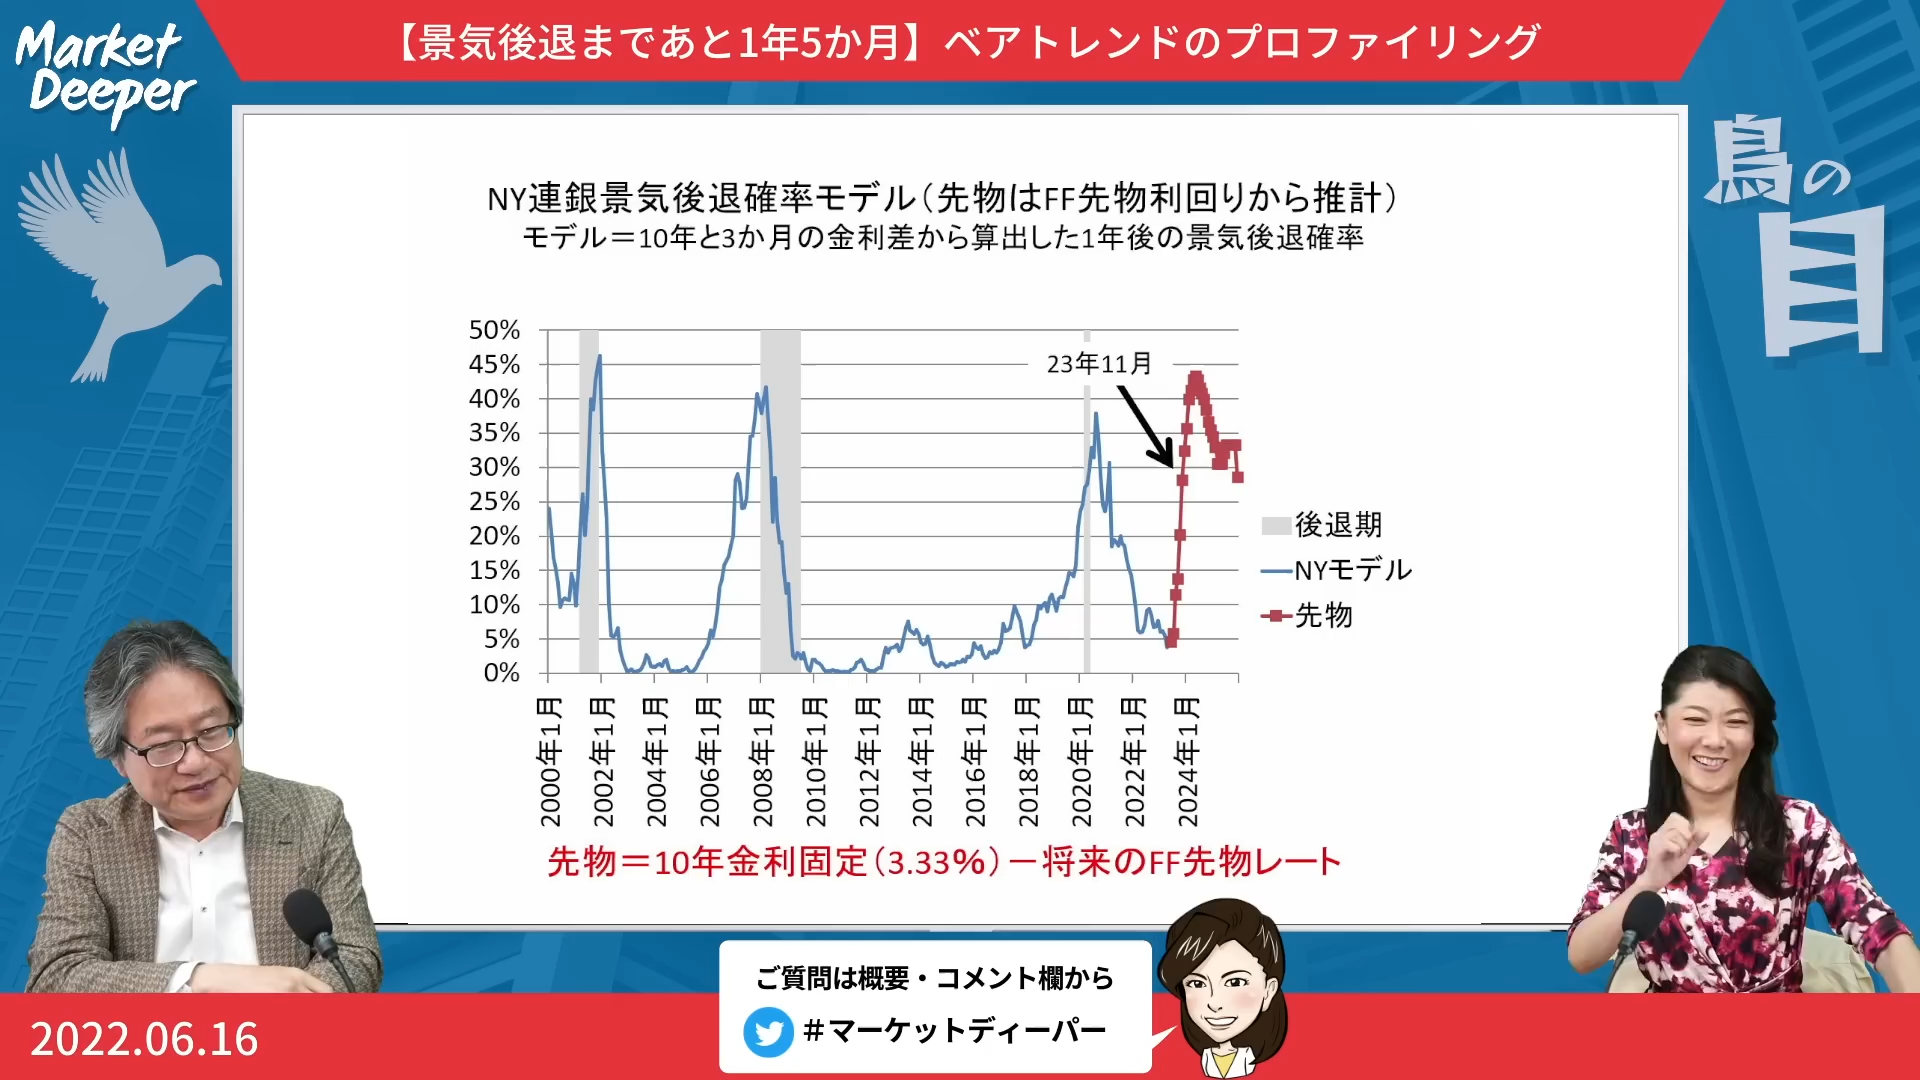 Market
Deeper
【景気後退まであと1年5か月】ベアトレンドのプロファイリング
鳥の
目
NY連銀景気後退確率モデル（先物はFF先物利回りから推計）
モデル＝10年と3か月の金利差から算出した1年後の景気後退確率
50%
45%
40%
35%
30%
25%
20%
15%
10%
5%
0%
23年11月
後退期
NYモデル
先物
2000年1月
2002年1月
2004年1月
2006年1月
2008年1月
2010年1月
2012年1月
2014年1月
2016年1月
2018年1月
2020年1月
2022年1月
2024年1月
先物＝10年金利固定（3.33％）－将来のFF先物レート
ご質問は概要・コメント欄から
＃マーケットディーパー
2022.06.16